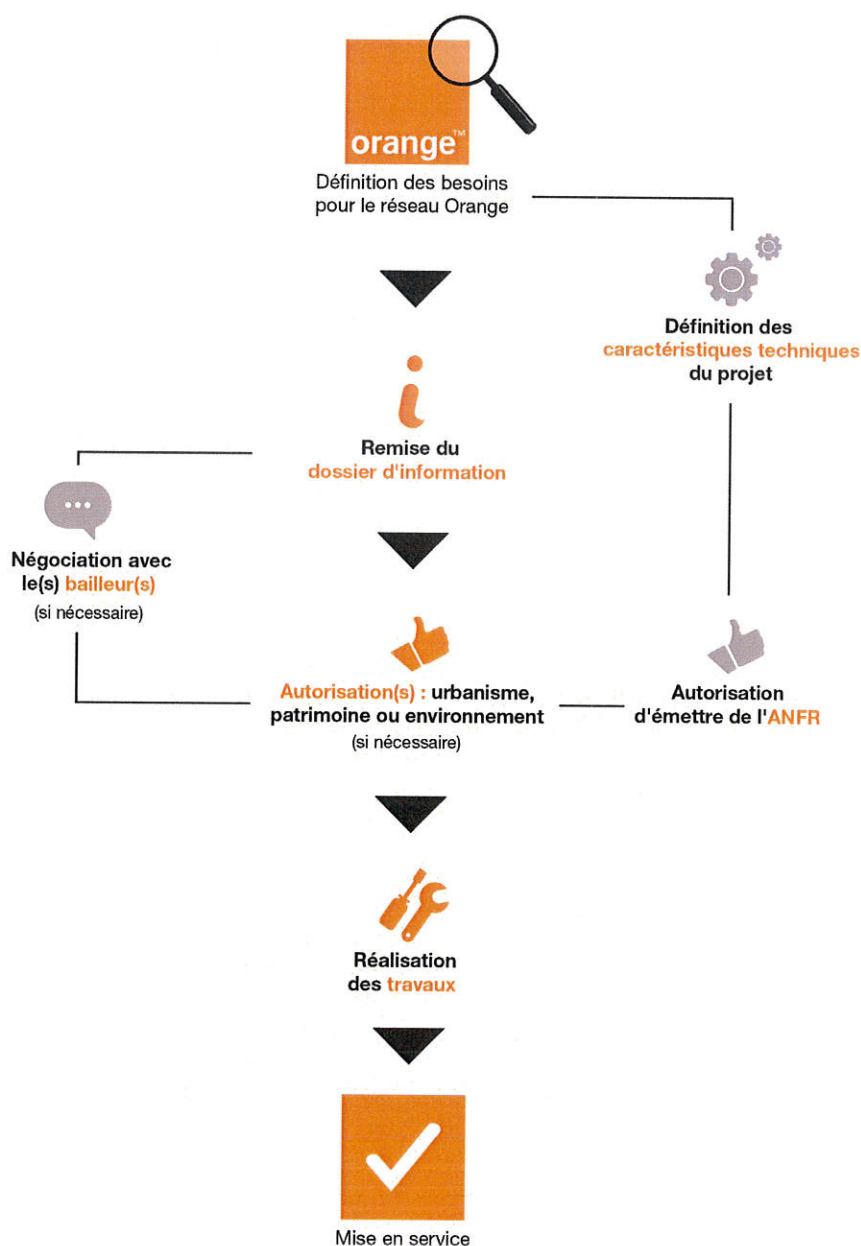 orange™
Définition des besoins
pour le réseau Orange
Définition des
caractéristiques techniques
du projet
Remise du
dossier d'information
Négociation avec
le(s) bailleur(s)
(si nécessaire)
Autorisation(s) : urbanisme,
patrimoine ou environnement
(si nécessaire)
Autorisation
d'émettre de l'ANFR
Réalisation
des travaux
Mise en service